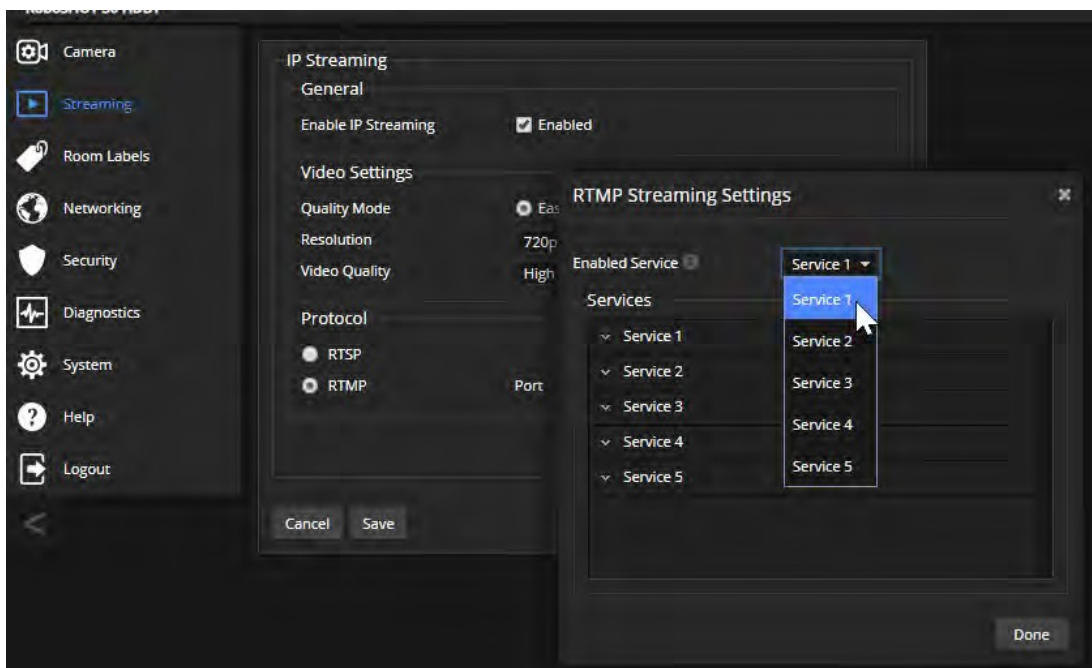 Camera
Streaming
Room Labels
Networking
Security
Diagnostics
System
Help
Logout
IP Streaming
General
Enable IP Streaming Enabled
Video Settings
Quality Mode Eas
Resolution 720p
Video Quality High
Protocol
RTSP
RTMP Port
Cancel Save
RTMP Streaming Settings
Enabled Service Service 1
Services
Service 1
Service 2
Service 3
Service 4
Service 5
Service 1
Service 2
Service 3
Service 4
Service 5
Done